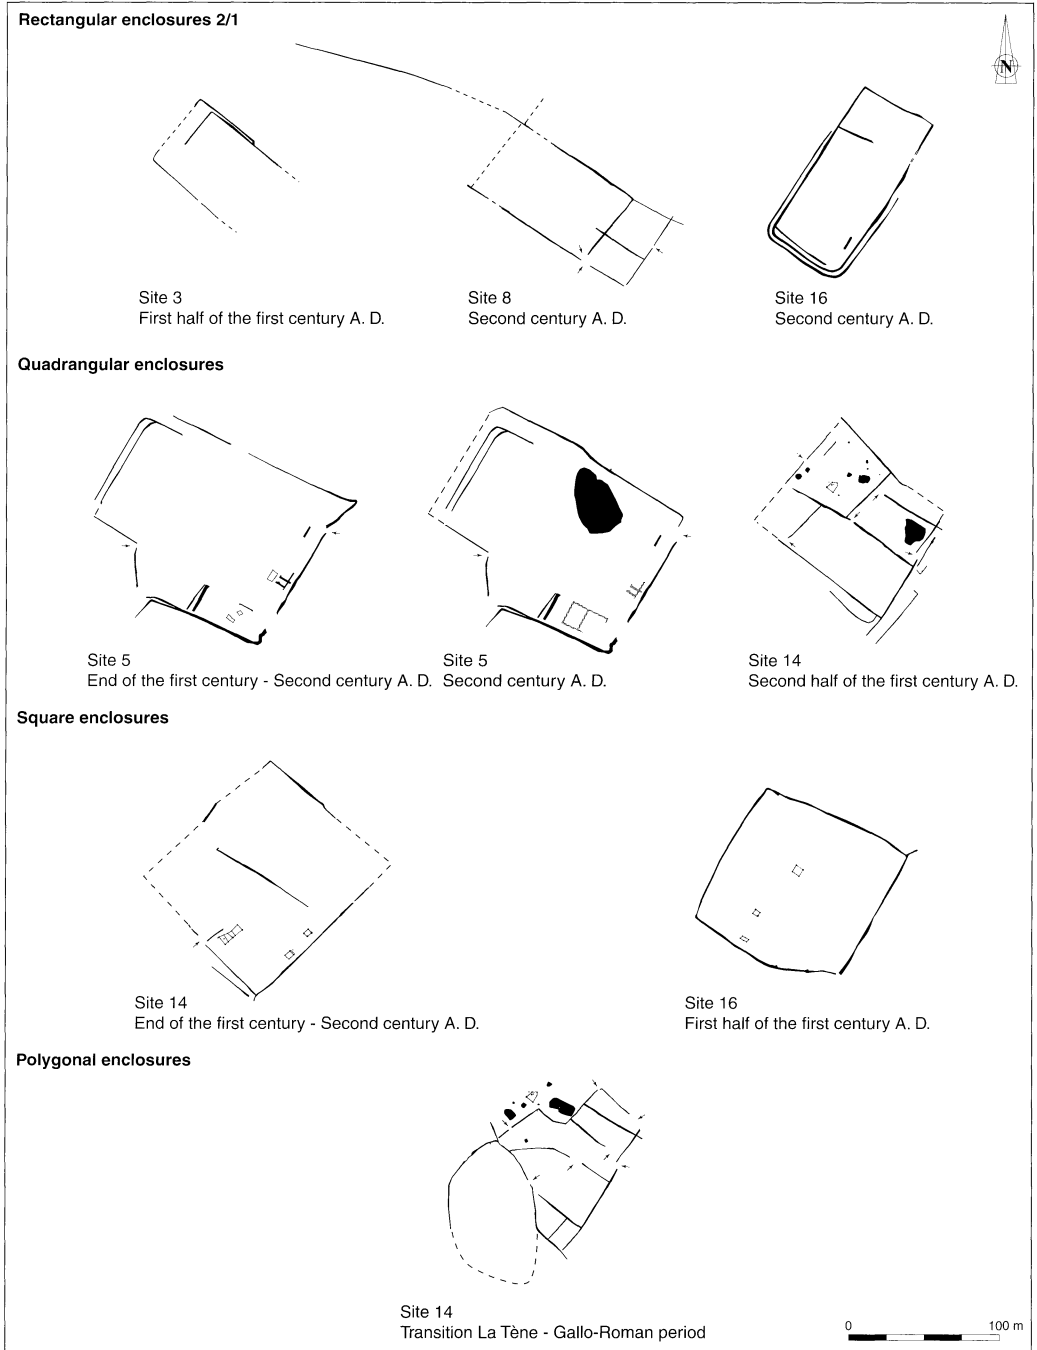 Rectangular enclosures 2/1
N
Site 3
First half of the first century A. D.
Site 8
Second century A. D.
Site 16
Second century A. D.
Quadrangular enclosures
Site 5
End of the first century - Second century A. D.
Site 5
Second century A. D.
Site 14
Second half of the first century A. D.
Square enclosures
Site 14
End of the first century - Second century A. D.
Site 16
First half of the first century A. D.
Polygonal enclosures
Site 14
Transition La Tène - Gallo-Roman period
0 100 m